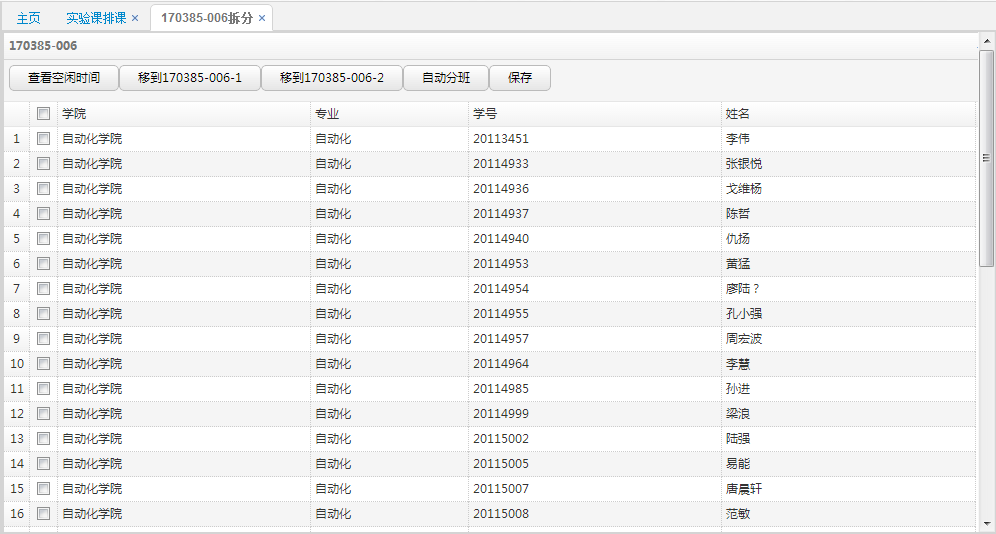 主页 实验课排课 × 170385-006拆分 ×
170385-006
查看空闲时间 移到170385-006-1 移到170385-006-2 自动分班 保存
学院 专业 学号 姓名
1 自动化学院 自动化 20113451 李伟
2 自动化学院 自动化 20114933 张银悦
3 自动化学院 自动化 20114936 戈维杨
4 自动化学院 自动化 20114937 陈哲
5 自动化学院 自动化 20114940 仇扬
6 自动化学院 自动化 20114953 黄猛
7 自动化学院 自动化 20114954 廖陆？
8 自动化学院 自动化 20114955 孔小强
9 自动化学院 自动化 20114957 周宏波
10 自动化学院 自动化 20114964 李慧
11 自动化学院 自动化 20114985 孙进
12 自动化学院 自动化 20114999 梁浪
13 自动化学院 自动化 20115002 陆强
14 自动化学院 自动化 20115005 易能
15 自动化学院 自动化 20115007 唐晨轩
16 自动化学院 自动化 20115008 范敏